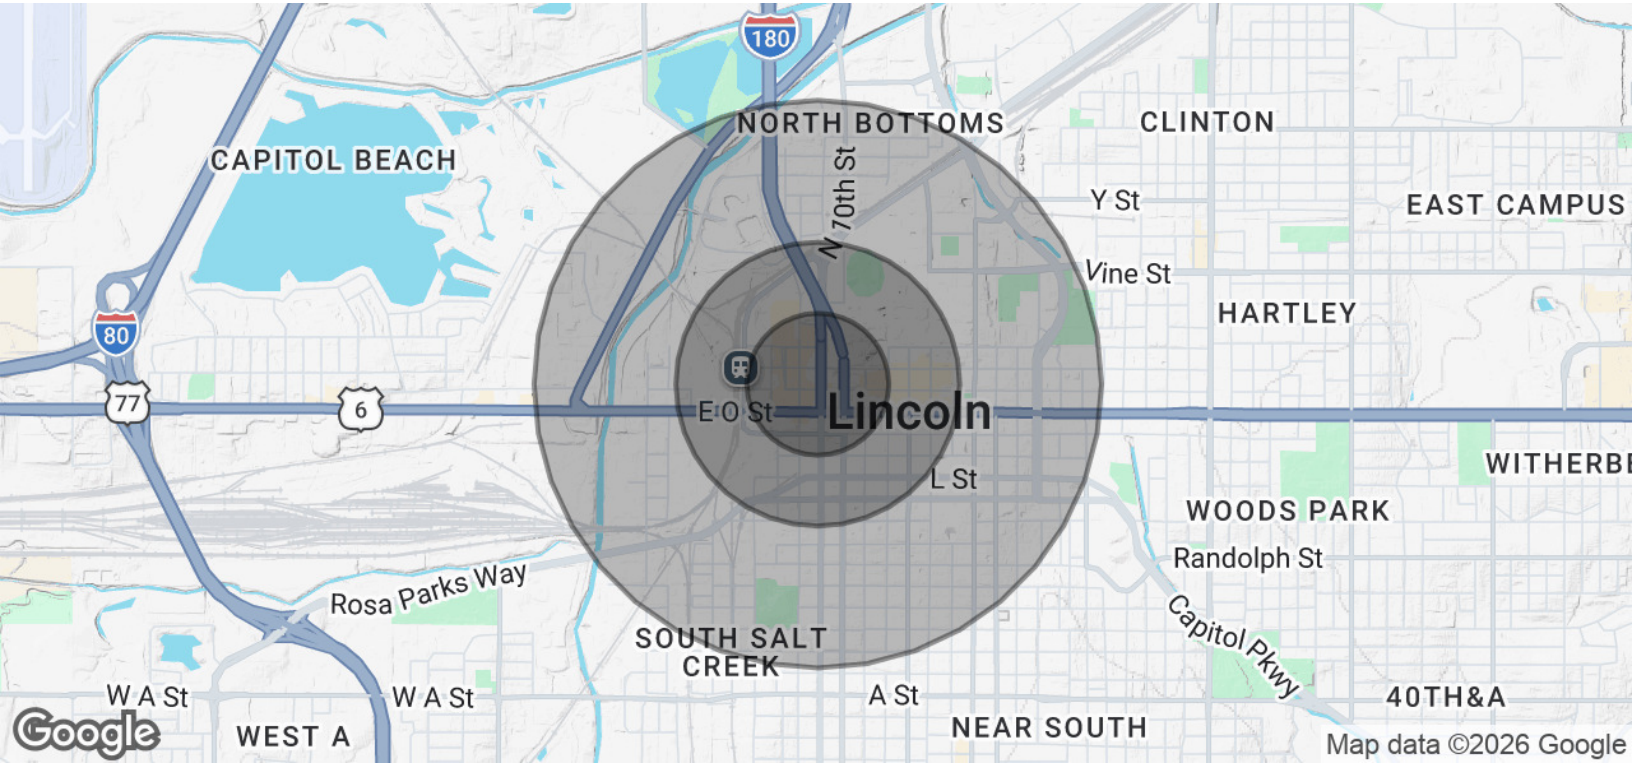 180
NORTH BOTTOMS
CLINTON
CAPITOL BEACH
N 70th St
Y St
EAST CAMPUS
Vine St
HARTLEY
80
77
6
E O St
Lincoln
L St
WITHERBE
WOODS PARK
Randolph St
Rosa Parks Way
Capitol Pkwy
SOUTH SALT
CREEK
W A St
W A St
A St
40TH&A
WEST A
NEAR SOUTH
Google
Map data ©2026 Google